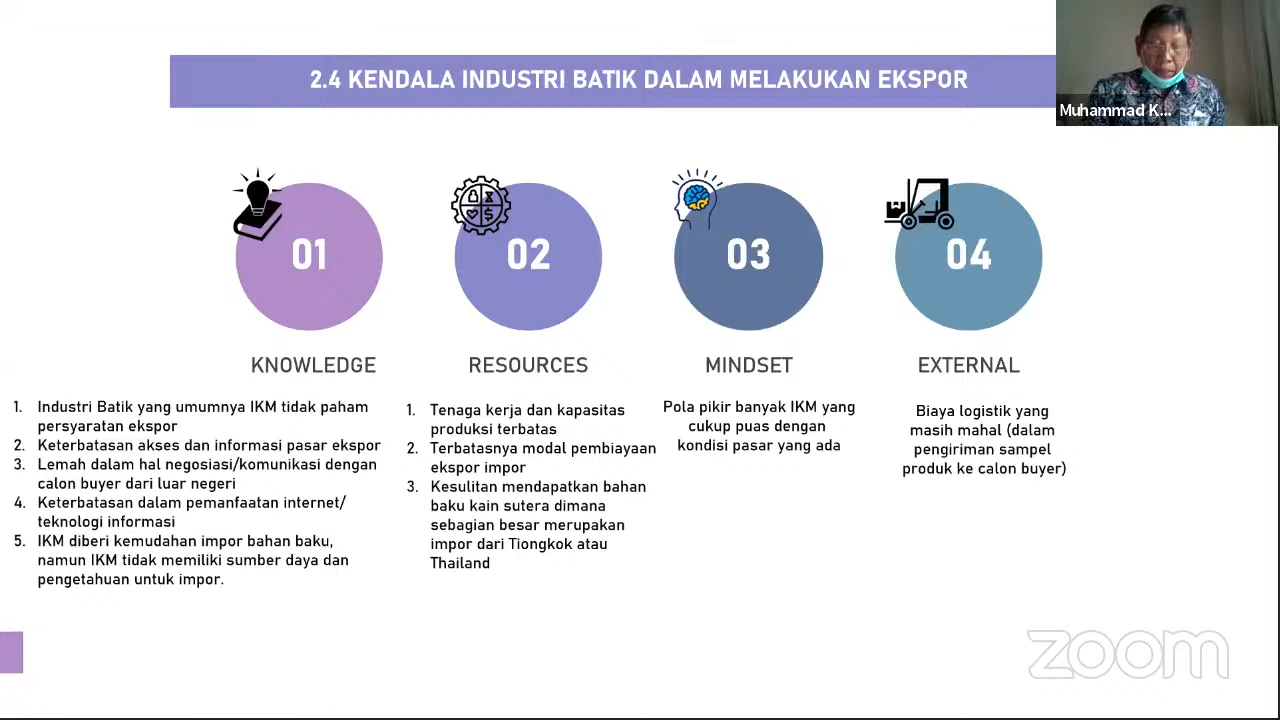 2.4 KENDALA INDUSTRI BATIK DALAM MELAKUKAN EKSPOR
Muhammad K...
01
KNOWLEDGE
1. Industri Batik yang umumnya IKM tidak paham
persyaratan ekspor
2. Keterbatasan akses dan informasi pasar ekspor
3. Lemah dalam hal negosiasi/komunikasi dengan
calon buyer dari luar negeri
4. Keterbatasan dalam pemanfaatan internet/
teknologi informasi
5. IKM diberi kemudahan impor bahan baku,
namun IKM tidak memiliki sumber daya dan
pengetahuan untuk impor.
02
RESOURCES
1. Tenaga kerja dan kapasitas
produksi terbatas
2. Terbatasnya modal pembiayaan
ekspor impor
3. Kesulitan mendapatkan bahan
baku kain sutera dimana
sebagian besar merupakan
impor dari Tiongkok atau
Thailand
03
MINDSET
Pola pikir banyak IKM yang
cukup puas dengan
kondisi pasar yang ada
04
EXTERNAL
Biaya logistik yang
masih mahal (dalam
pengiriman sampel
produk ke calon buyer)
zoom